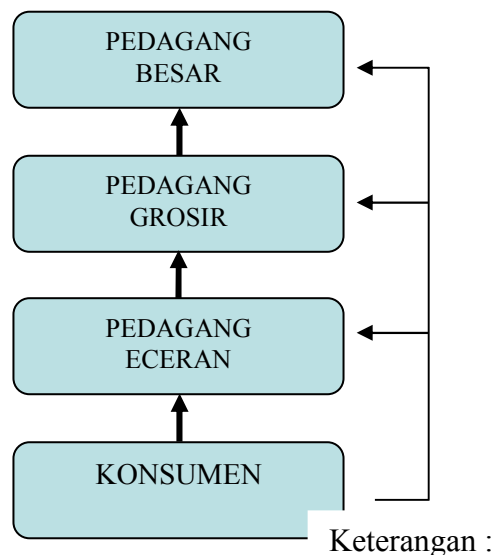 PEDAGANG
BESAR
PEDAGANG
GROSIR
PEDAGANG
ECERAN
KONSUMEN
Keterangan :